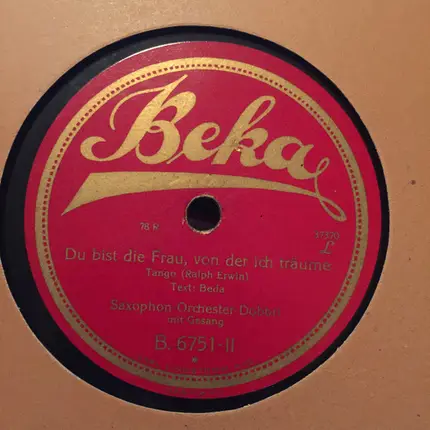 Beka
78 R
37370
L
Du bist die Frau, von der ich träume
Tango (Ralph Erwin)
Text: Beda
Saxophon Orchester Dobbri
mit Gesang
B. 6751-II